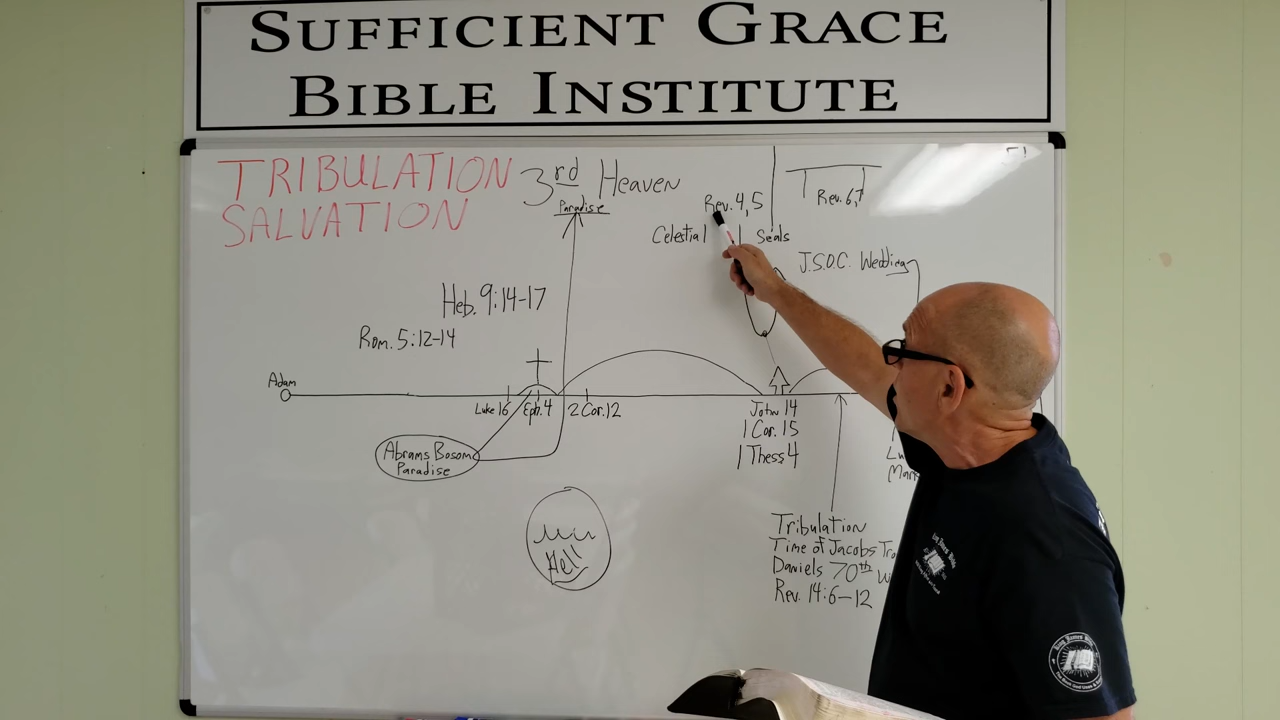 SUFFICIENT GRACE
BIBLE INSTITUTE
TRIBULATION
SALVATION
3rd Heaven
Paradise
Rev. 4,5
Rev. 6,7
Celestial
Seals
J.S.O.C. Wedding
Heb. 9:14-17
Rom. 5:12-14
Adam
Luke 16
Eph. 4
2 Cor. 12
John 14
1 Cor. 15
1 Thess 4
Abrams Bosom
Paradise
Hell
Tribulation
Time of Jacobs
Daniels 70th
Rev. 14:6-12